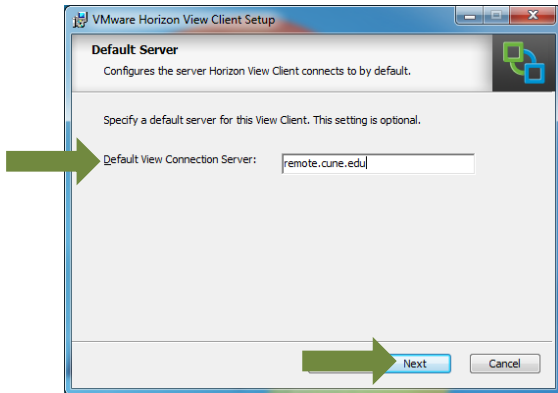 VMware Horizon View Client Setup
Default Server
Configures the server Horizon View Client connects to by default.
Specify a default server for this View Client. This setting is optional.
Default View Connection Server: remote.cune.edu
Next Cancel